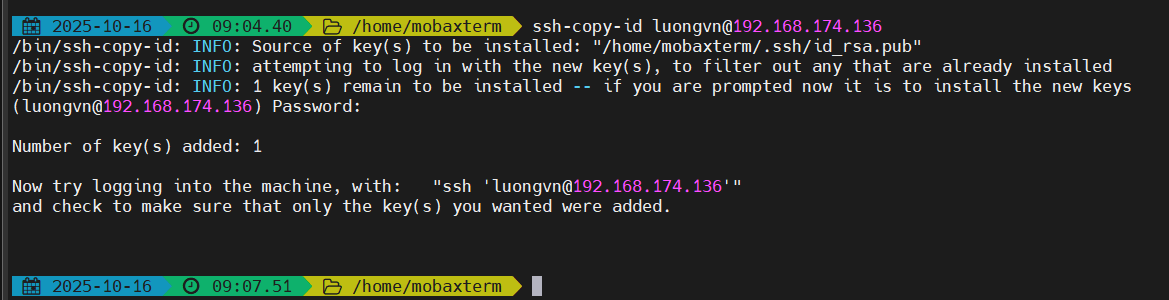 2025-10-16 09:04.40 /home/mobaxterm ssh-copy-id luongvn@192.168.174.136
/bin/ssh-copy-id: INFO: Source of key(s) to be installed: "/home/mobaxterm/.ssh/id_rsa.pub"
/bin/ssh-copy-id: INFO: attempting to log in with the new key(s), to filter out any that are already installed
/bin/ssh-copy-id: INFO: 1 key(s) remain to be installed -- if you are prompted now it is to install the new keys
(luongvn@192.168.174.136) Password:
Number of key(s) added: 1
Now try logging into the machine, with:   "ssh 'luongvn@192.168.174.136'"
and check to make sure that only the key(s) you wanted were added.
2025-10-16 09:07.51 /home/mobaxterm